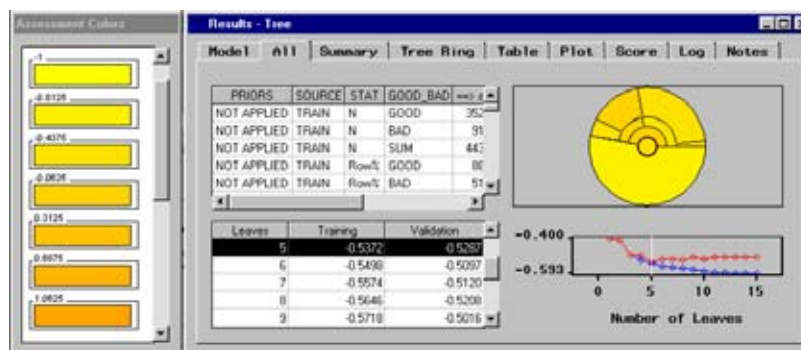 Assessment Colors
-1
-0.8125
-0.4375
-0.0625
0.3125
0.6875
1.0625
Results - Tree
Model All Summary Tree Ring Table Plot Score Log Notes
PRIORS SOURCE STAT GOOD_BAD
NOT APPLIED TRAIN N GOOD 352
NOT APPLIED TRAIN N BAD 91
NOT APPLIED TRAIN N SUM 443
NOT APPLIED TRAIN Row% GOOD
NOT APPLIED TRAIN Row% BAD 51
Leaves Training Validation
5 -0.5372 -0.5287
6 -0.5498 -0.5097
7 -0.5574 -0.5120
8 -0.5646 -0.5208
9 -0.5718 -0.5016
-0.400
-0.593
0 5 10 15
Number of Leaves